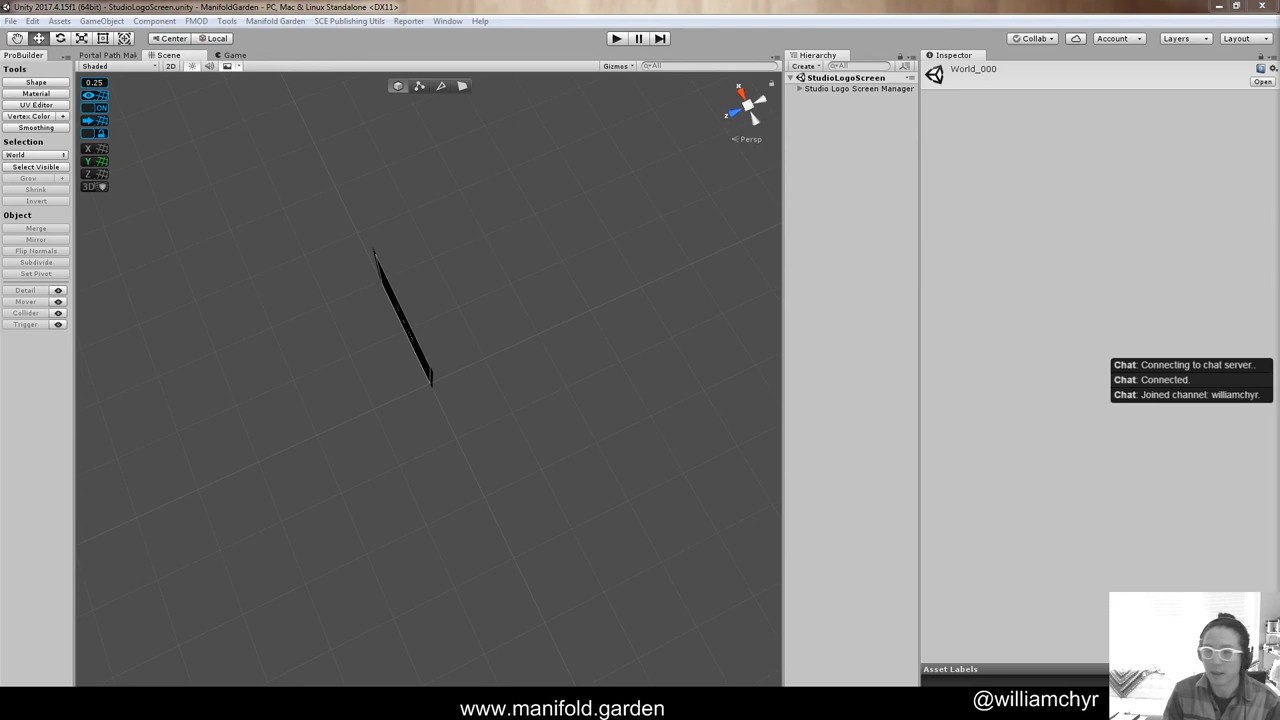 Unity 2017.4.15f1 (64bit) - StudioLogoScreen.unity - ManifoldGarden - PC, Mac & Linux Standalone <DX11>
File Edit Assets GameObject Component FMOD Tools Manifold Garden SCE Publishing Utils Reporter Window Help
Center Local Collab Account Layers Layout
ProBuilder Portal Path Mak Scene Game Hierarchy Inspector
Tools Shaded 2D Gizmos All Create All World_000
Shape 0.25 StudioLogoScreen Open
Material Studio Logo Screen Manager
UV Editor ON
Vertex Color +
Smoothing
Selection
World X
Select Visible Y
Grow + Z
Shrink 3D
Invert
x
z
Persp
Object
Merge
Mirror
Flip Normals
Subdivide
Set Pivot
Detail
Mover
Collider
Trigger
Chat: Connecting to chat server..
Chat: Connected.
Chat: Joined channel: williamchyr.
Asset Labels
www.manifold.garden
@williamchyr